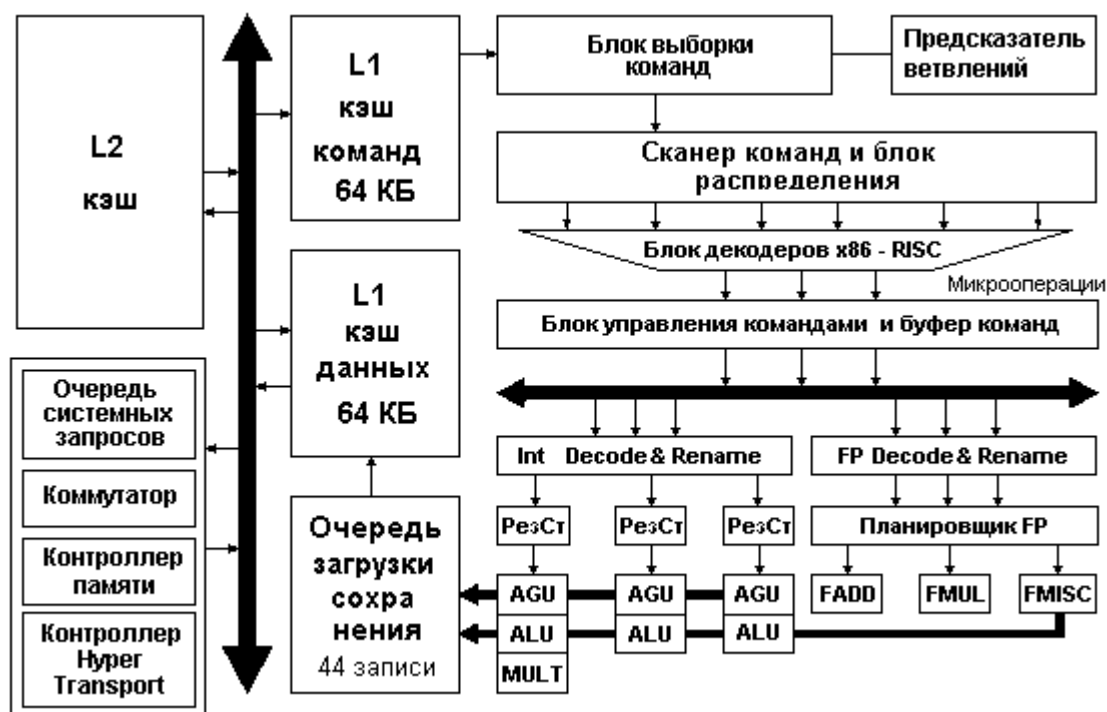 L2
кэш
L1
кэш
команд
64 КБ
Блок выборки
команд
Предсказатель
ветвлений
Сканер команд и блок
распределения
Блок декодеров x86 - RISC
Микрооперации
Блок управления командами и буфер команд
L1
кэш
данных
64 КБ
Очередь
системных
запросов
Коммутатор
Контроллер
памяти
Контроллер
Hyper
Transport
Очередь
загрузки
сохра
нения
44 записи
Int Decode & Rename
FP Decode & Rename
РезСт
РезСт
РезСт
Планировщик FP
AGU
AGU
AGU
FADD
FMUL
FMISC
ALU
ALU
ALU
MULT